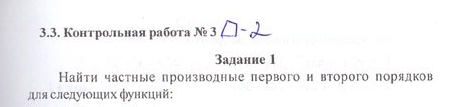 3.3. Контрольная работа № 3 П-2
Задание 1
Найти частные производные первого и второго порядков
для следующих функций: